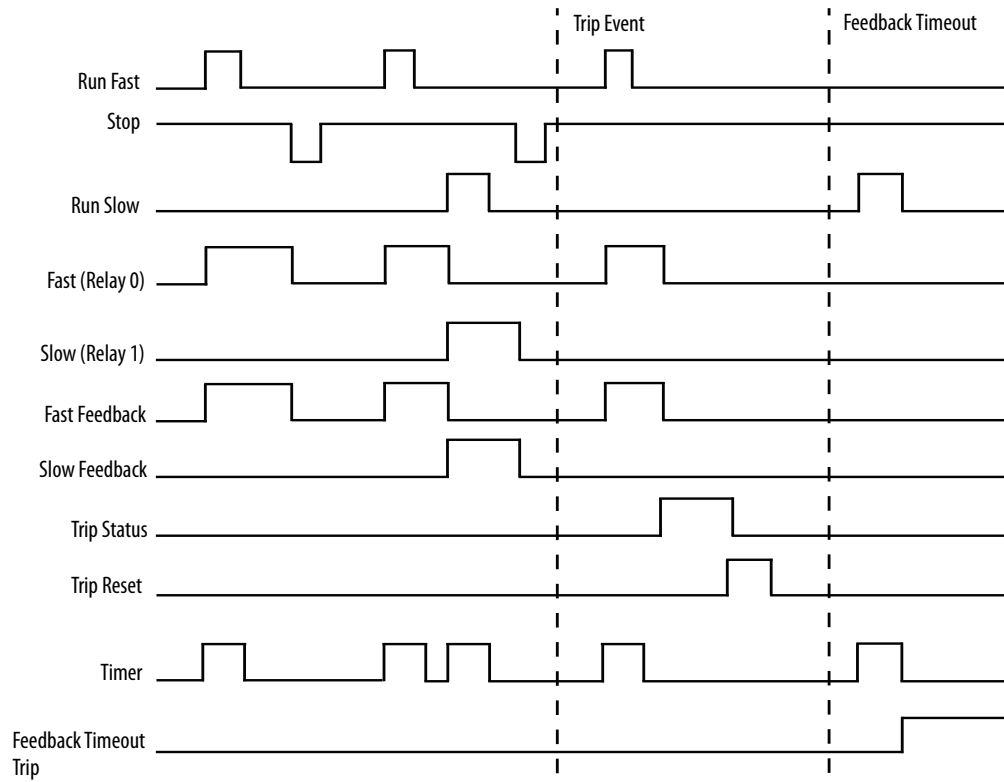 Trip Event
Feedback Timeout
Run Fast
Stop
Run Slow
Fast (Relay 0)
Slow (Relay 1)
Fast Feedback
Slow Feedback
Trip Status
Trip Reset
Timer
Feedback Timeout
Trip